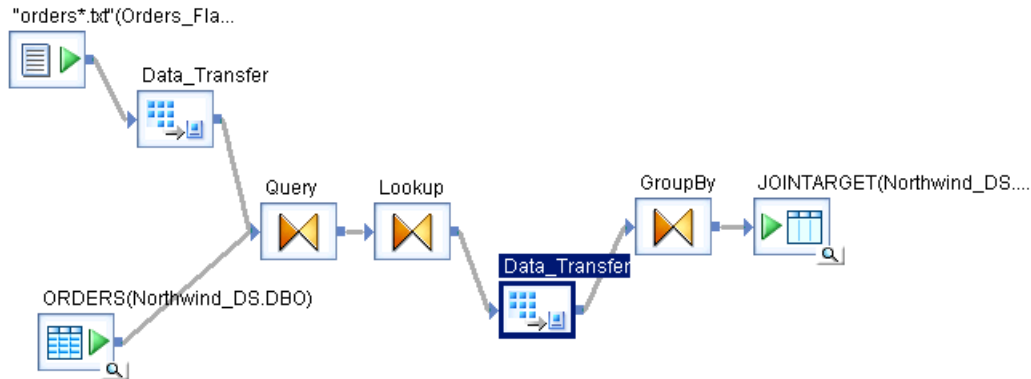 "orders*.txt"(Orders_Fla...
Data_Transfer
Query
Lookup
GroupBy
JOINTARGET(Northwind_DS....
Data_Transfer
ORDERS(Northwind_DS.DBO)